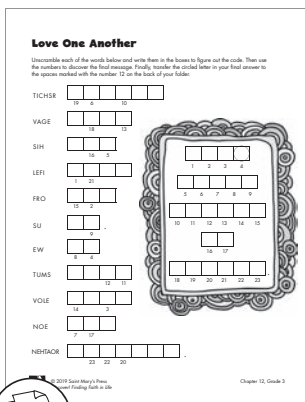 Love One Another
Unscramble each of the words below and write them in the boxes to figure out the code. Then use
numbers to discover the final message. Finally, transfer the circled letter in your final answer to
the spaces marked with the number 12 on the back of your folder.
TICHSR
19 6 10
VAGE
18 13
SIH
16 5
LEFI
1 21
FRO
15 2
SU
.
9
EW
8 4
TUMS
12 11
VOLE
14 3
NOE
7 17
NEHTAOR
.
23 22 20
1 2 3 4
5 6 7 8 9
10 11 12 13 14 15
16 17
.
18 19 20 21 22 23
© 2019 Saint Mary's Press
Finding Faith in Life
Chapter 12, Grade 3